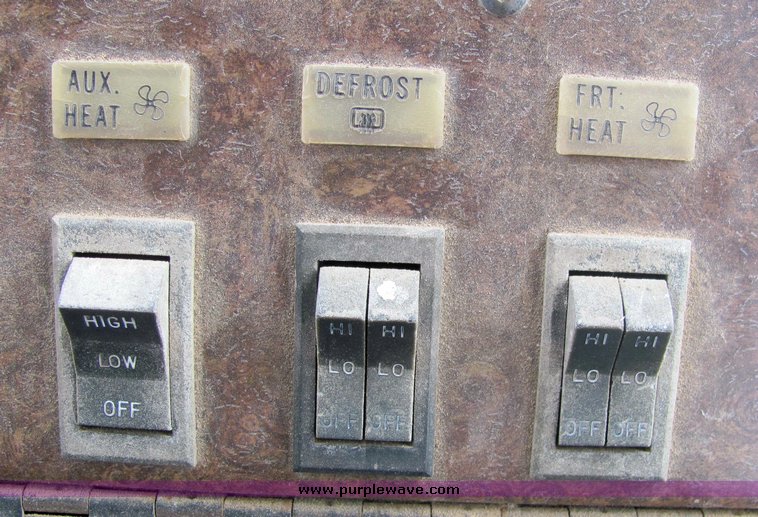 AUX.
HEAT
DEFROST
FRT.
HEAT
HIGH
LOW
OFF
HI HI
LO LO
OFF OFF
HI HI
LO LO
OFF OFF
www.purplewave.com